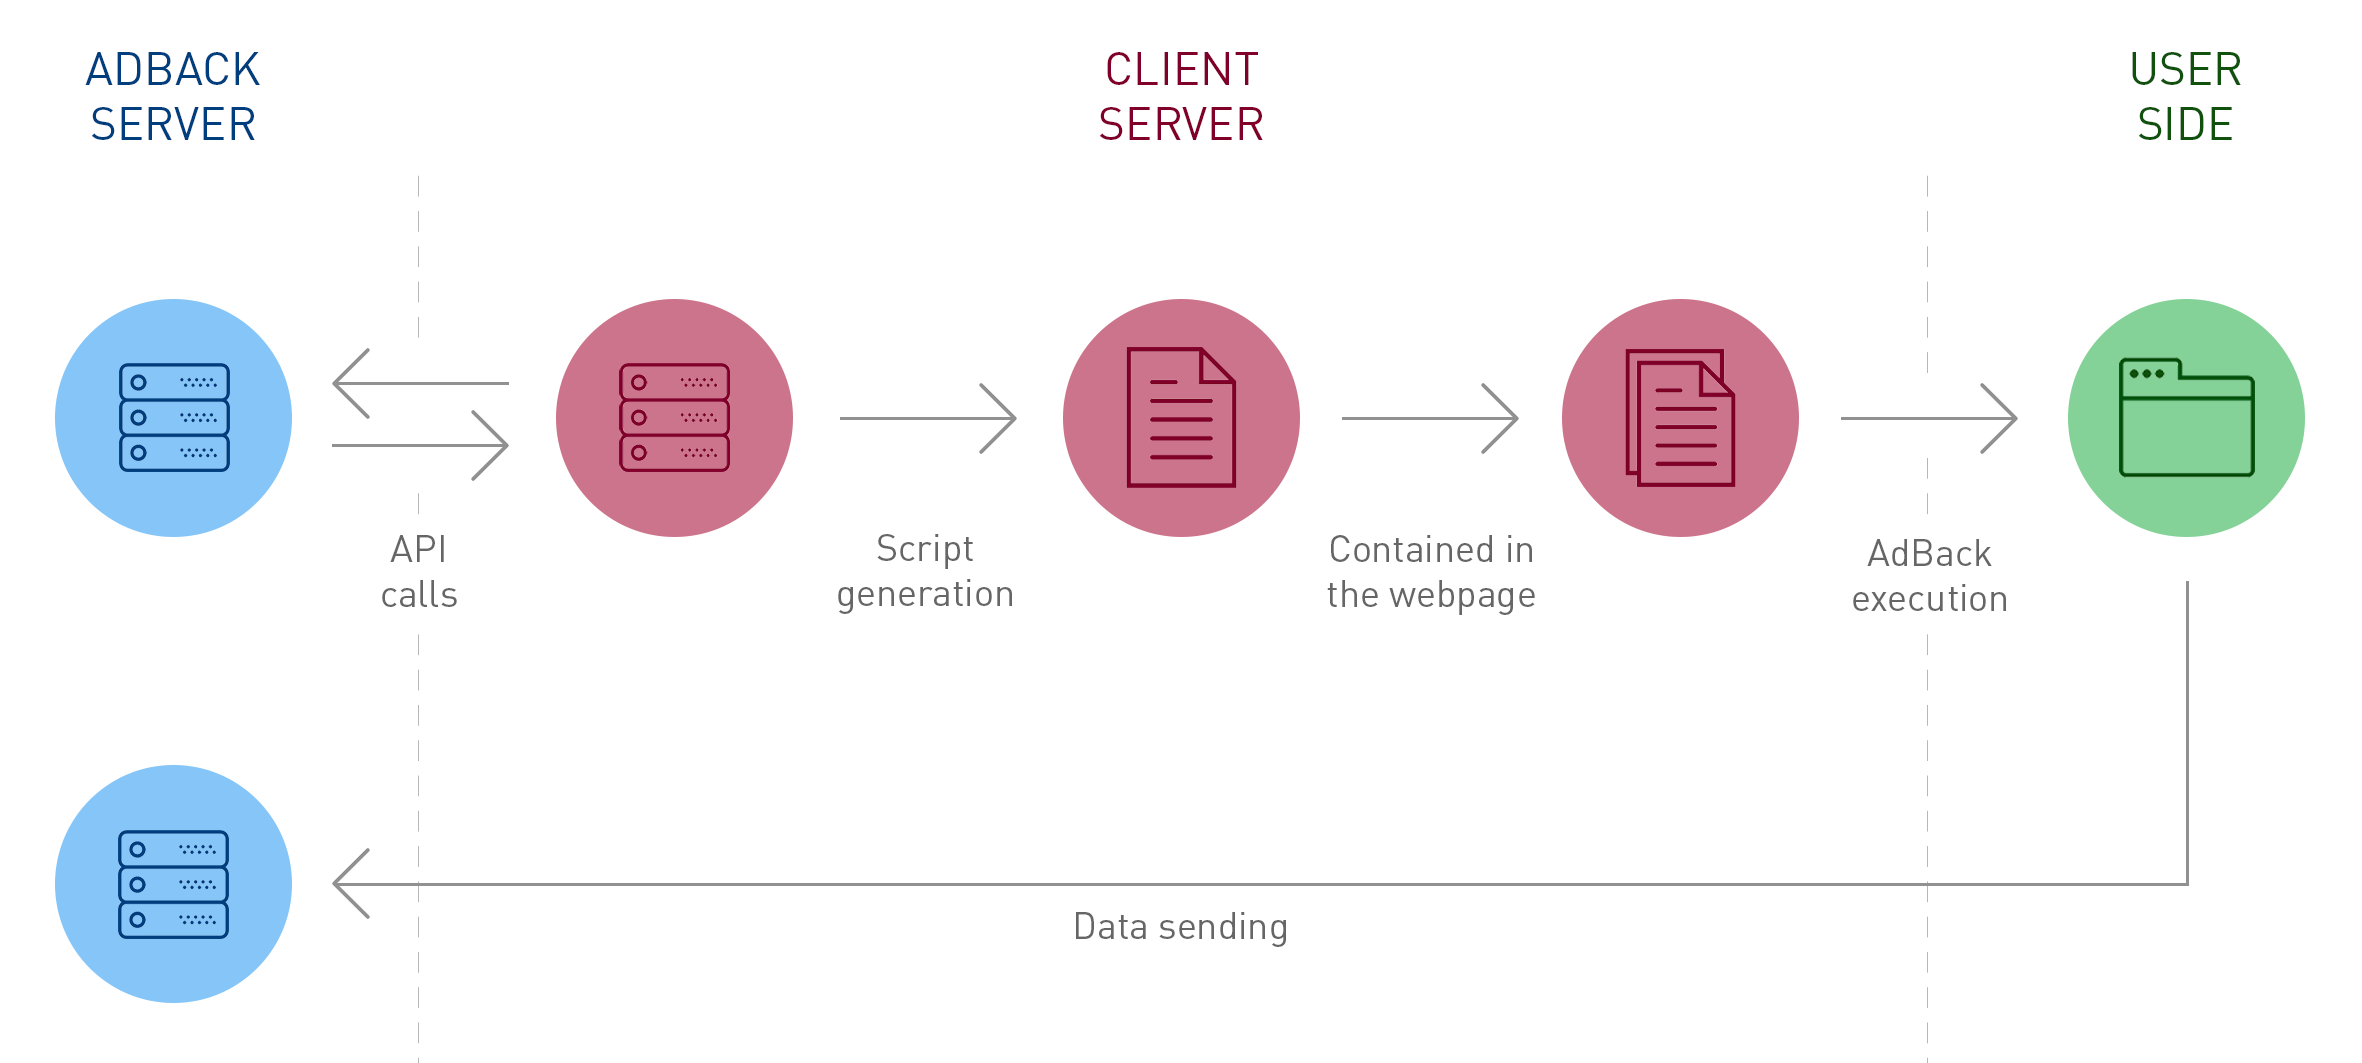 ADBACK
SERVER
CLIENT
SERVER
USER
SIDE
API
calls
Script
generation
Contained in
the webpage
AdBack
execution
Data sending